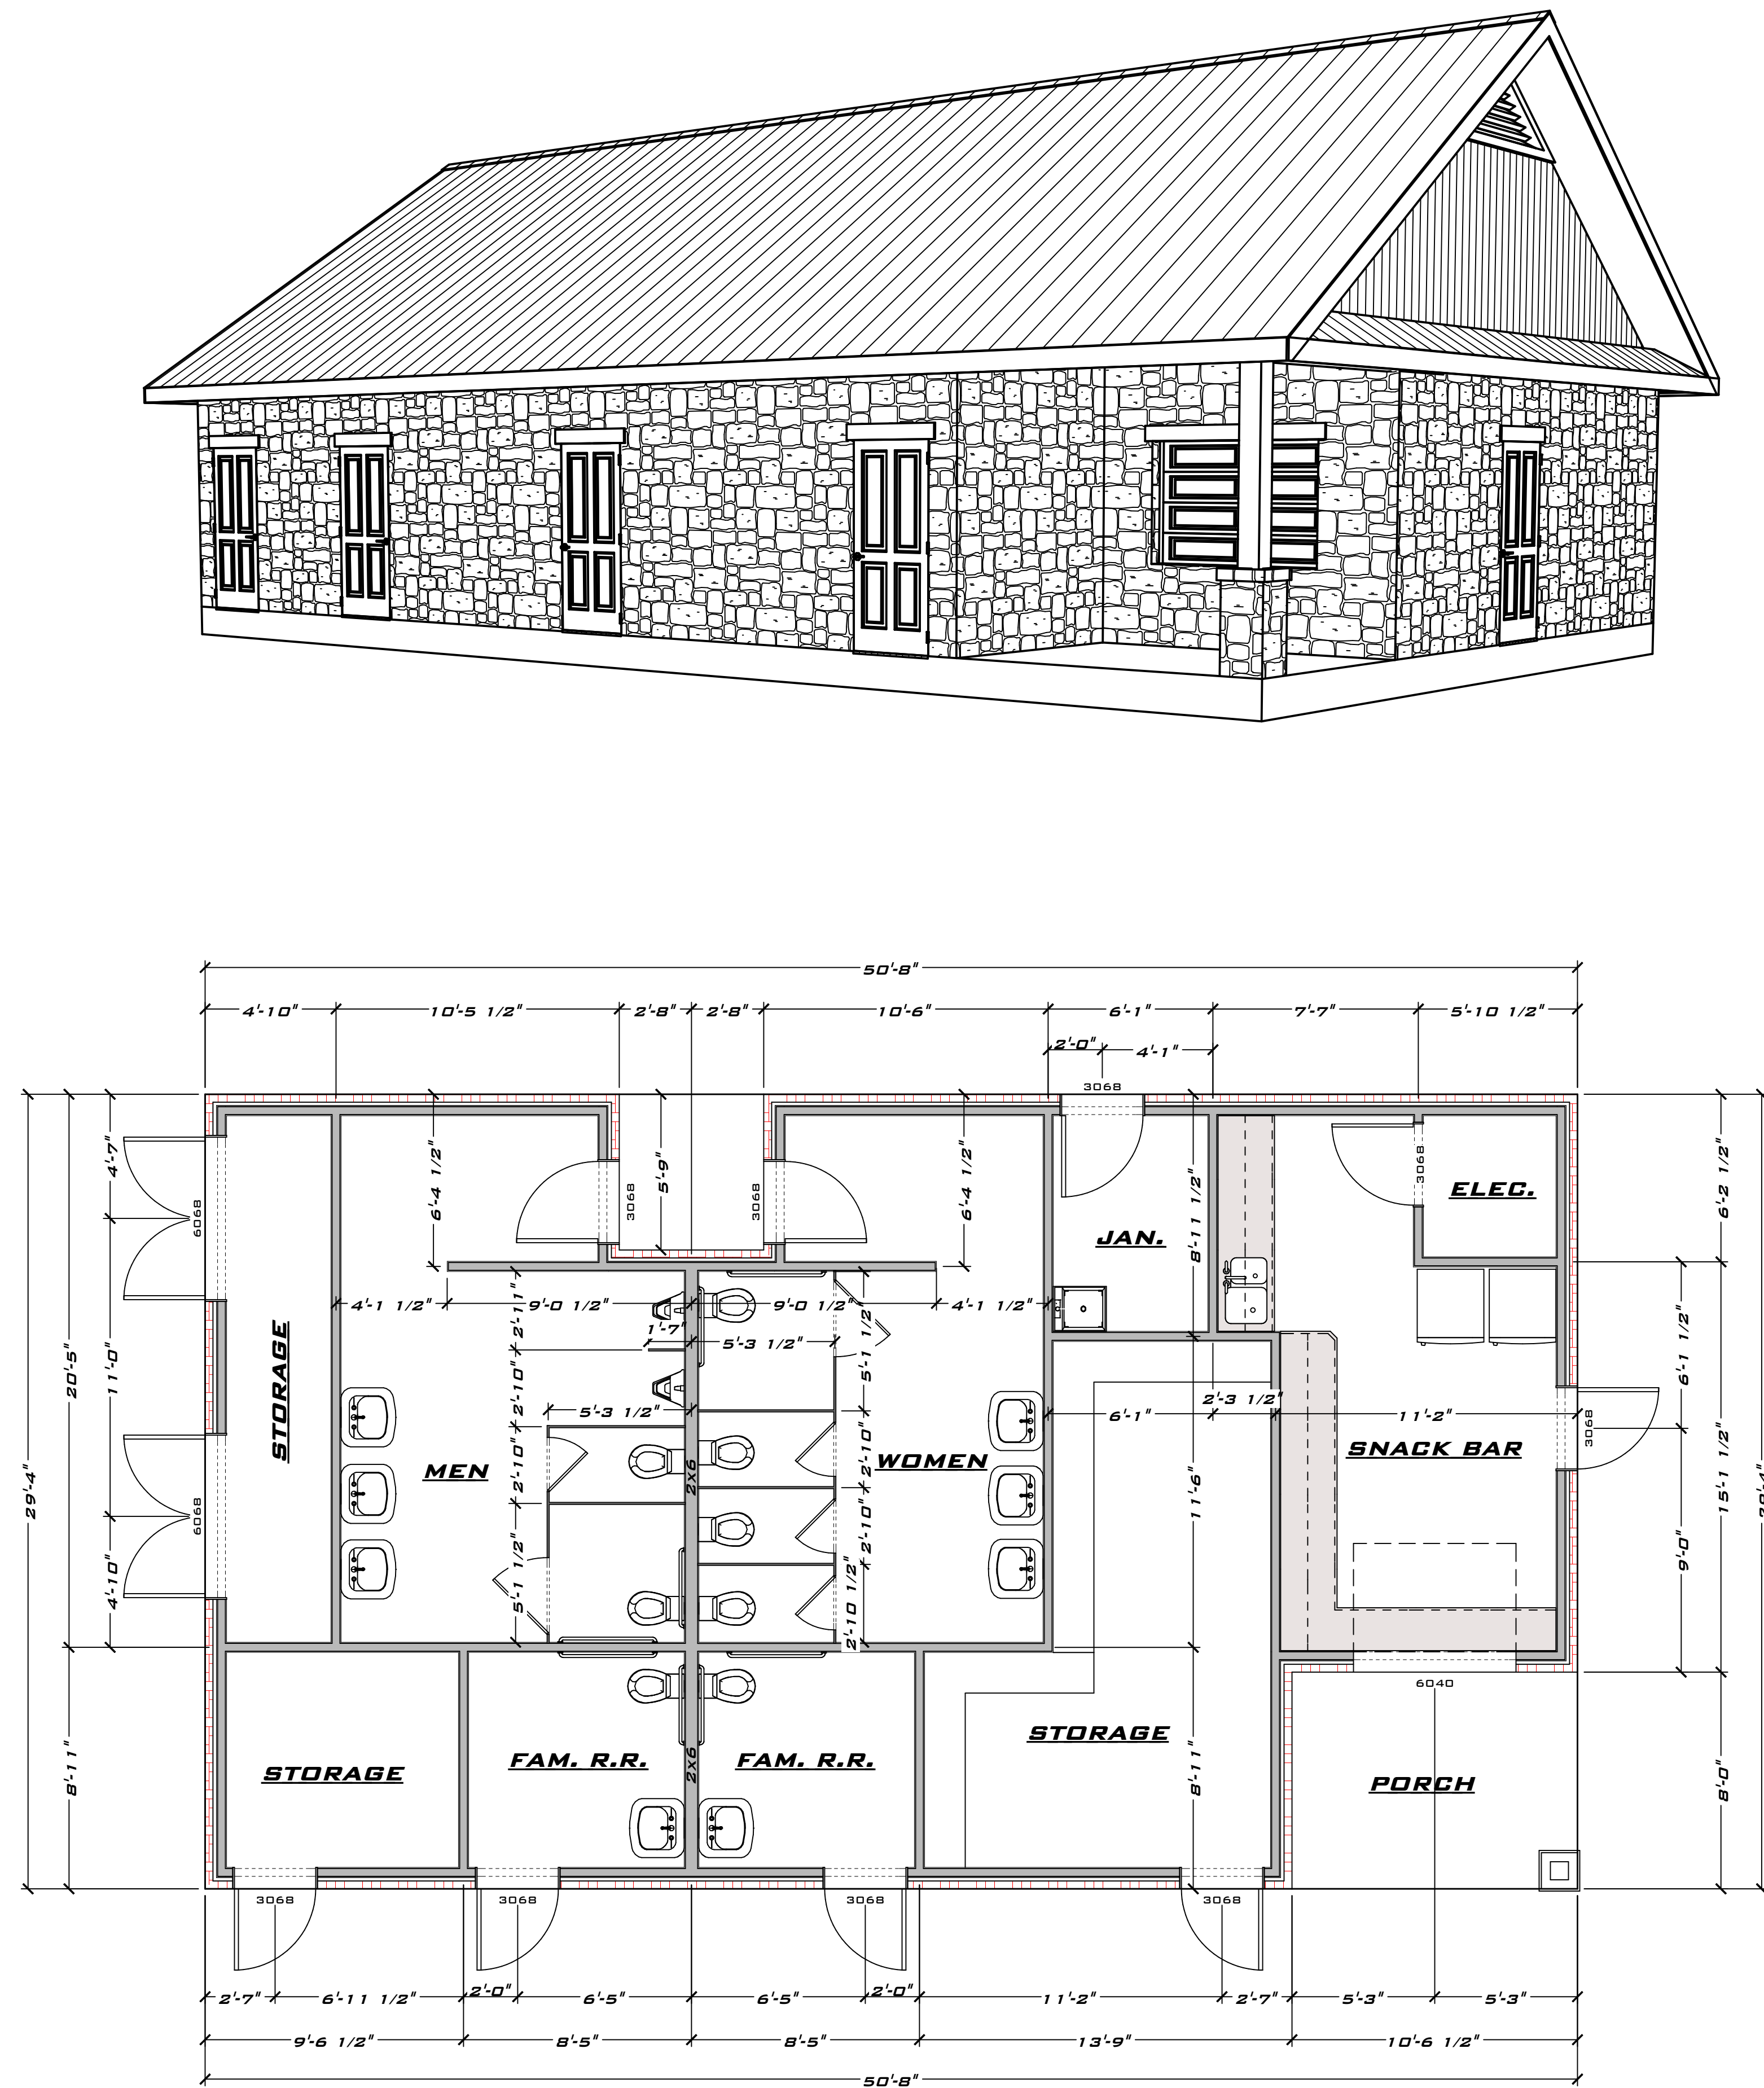 50'-8"
4'-10" 10'-5 1/2" 2'-8" 2'-8" 10'-6" 6'-1" 7'-7" 5'-10 1/2"
2'-0" 4'-1"
3068
4'-7" 6'-4 1/2" 5'-9" 6'-4 1/2" 8'-11 1/2" 6'-2 1/2"
6068 3068 3068 3068
ELEC.
JAN.
4'-1 1/2" 9'-0 1/2" 9'-0 1/2" 4'-1 1/2"
2'-11" 1'-7" 5'-3 1/2" 5'-1 1/2"
STORAGE
20'-5" 11'-0" 6'-1 1/2"
2'-10" 5'-3 1/2" 6'-1" 2'-3 1/2" 11'-2"
3068
SNACK BAR
MEN 2x6 WOMEN
29'-4" 2'-10" 2'-10" 11'-6" 15'-1 1/2"
6068 2'-10" 9'-0"
4'-10" 5'-1 1/2" 2'-10 1/2"
6040
STORAGE
FAM. R.R. FAM. R.R.
2x6
STORAGE
PORCH
8'-11" 8'-11" 8'-0"
3068 3068 3068 3068
2'-7" 6'-11 1/2" 2'-0" 6'-5" 6'-5" 2'-0" 11'-2" 2'-7" 5'-3" 5'-3"
9'-6 1/2" 8'-5" 8'-5" 13'-9" 10'-6 1/2"
50'-8"